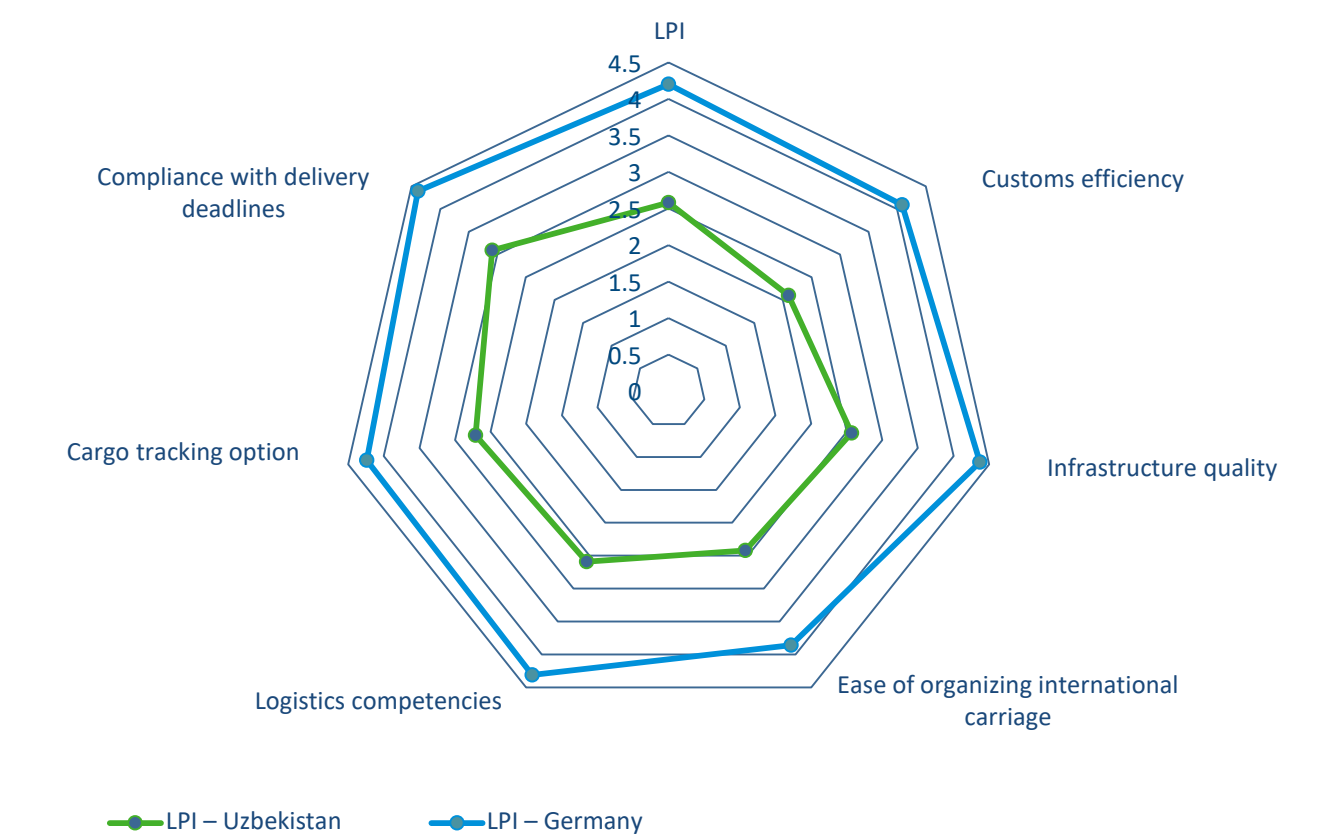 LPI
4.5
4
3.5
3
2.5
2
1.5
1
0.5
0
Customs efficiency
Infrastructure quality
Ease of organizing international
carriage
Logistics competencies
Cargo tracking option
Compliance with delivery
deadlines
LPI – Uzbekistan
LPI – Germany